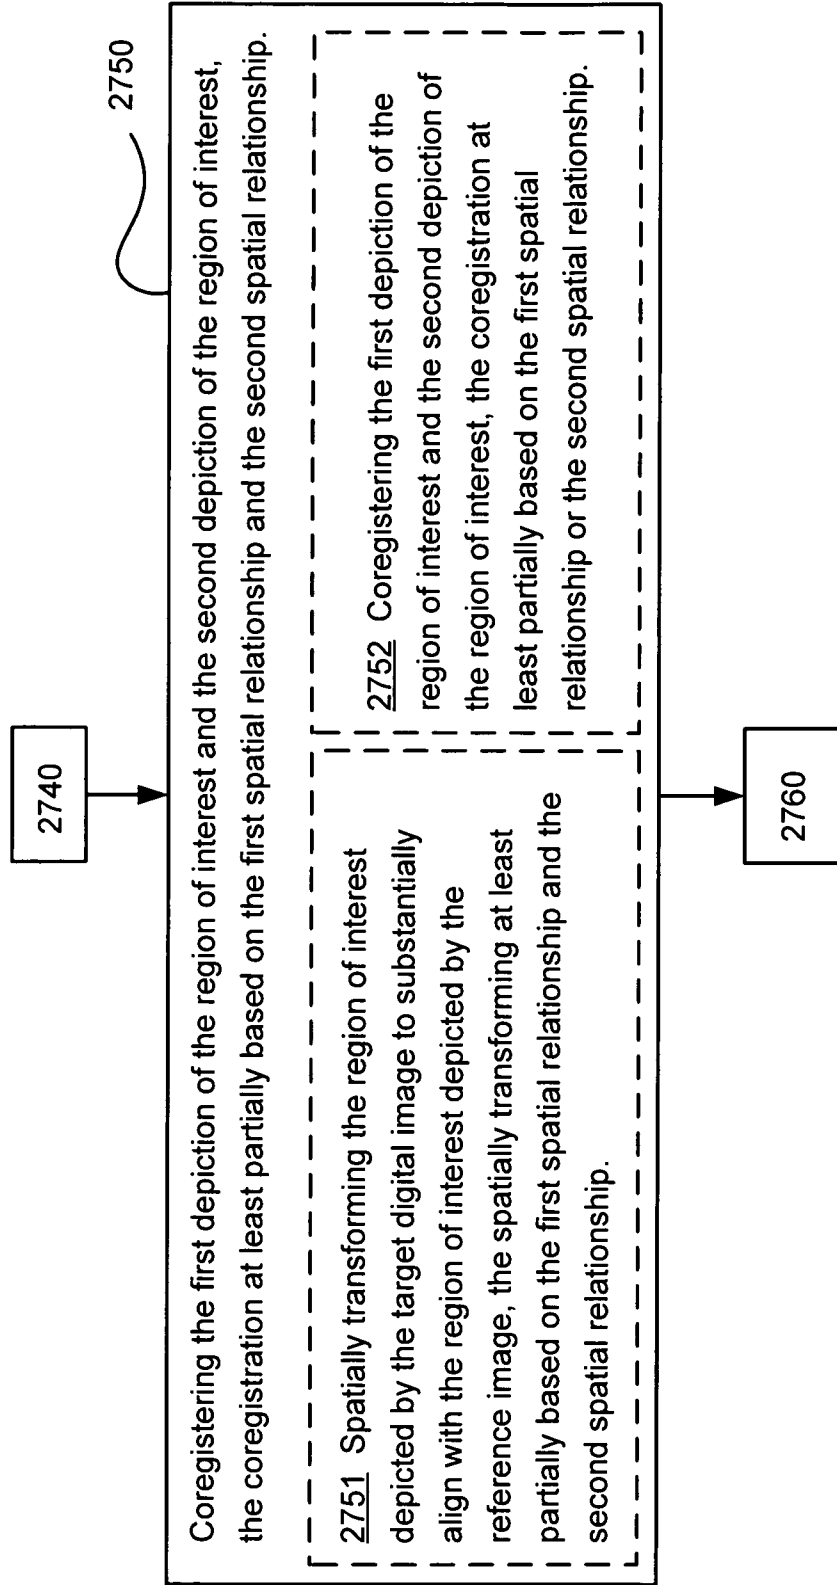 2740
2750
Coregistering the first depiction of the region of interest and the second depiction of the region of interest,
the coregistration at least partially based on the first spatial relationship and the second spatial relationship.
2751 Spatially transforming the region of interest
depicted by the target digital image to substantially
align with the region of interest depicted by the
reference image, the spatially transforming at least
partially based on the first spatial relationship and the
second spatial relationship.
2752 Coregistering the first depiction of the
region of interest and the second depiction of
the region of interest, the coregistration at
least partially based on the first spatial
relationship or the second spatial relationship.
2760